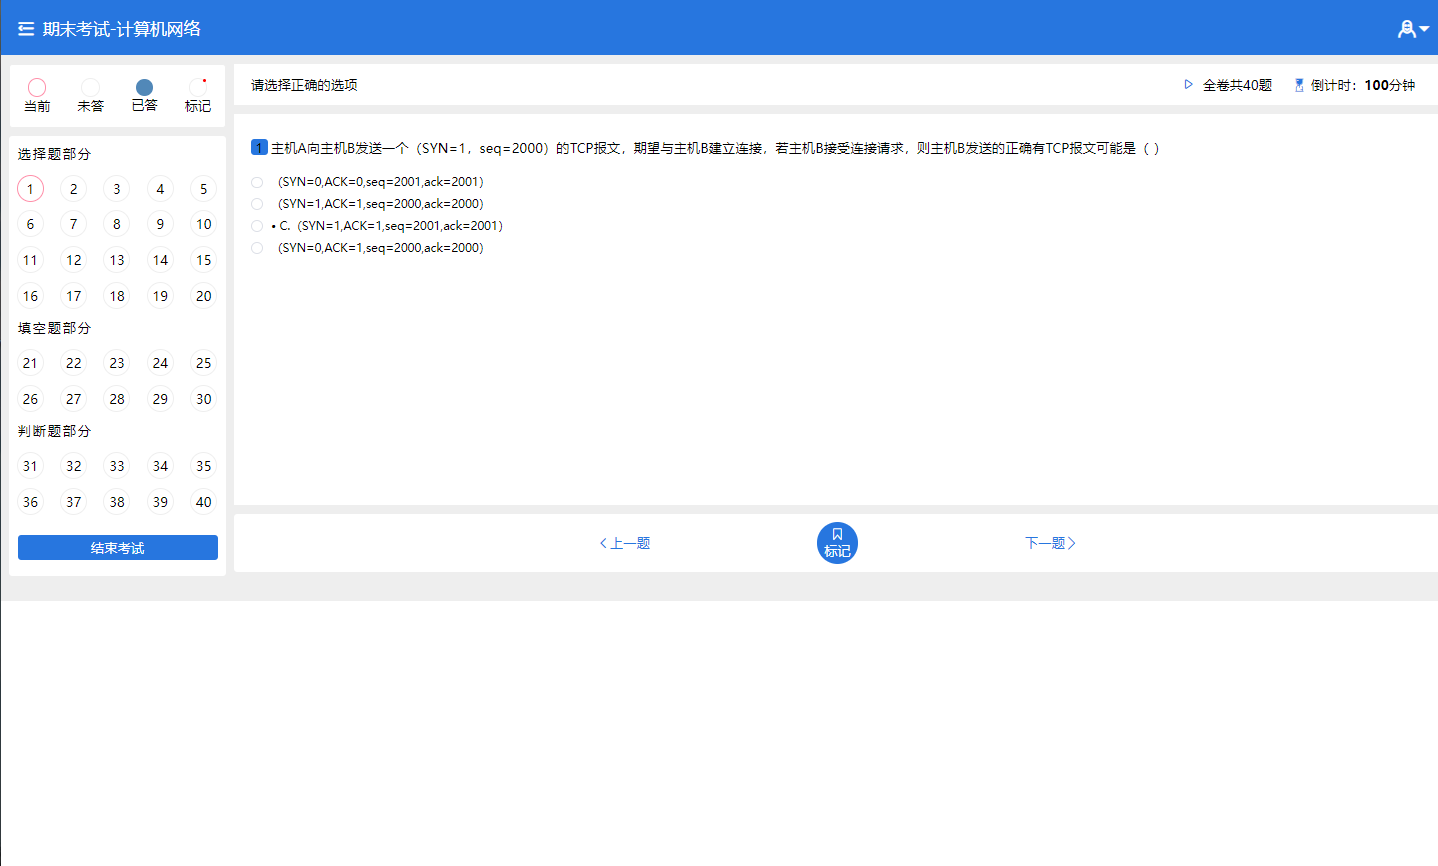 期末考试-计算机网络
当前 未答 已答 标记
请选择正确的选项
全卷共40题 倒计时：100分钟
选择题部分
1 2 3 4 5
6 7 8 9 10
11 12 13 14 15
16 17 18 19 20
填空题部分
21 22 23 24 25
26 27 28 29 30
判断题部分
31 32 33 34 35
36 37 38 39 40
结束考试
1 主机A向主机B发送一个（SYN=1，seq=2000）的TCP报文，期望与主机B建立连接，若主机B接受连接请求，则主机B发送的正确有TCP报文可能是（ ）
(SYN=0,ACK=0,seq=2001,ack=2001)
(SYN=1,ACK=1,seq=2000,ack=2000)
• C.（SYN=1,ACK=1,seq=2001,ack=2001）
(SYN=0,ACK=1,seq=2000,ack=2000)
上一题 标记 下一题